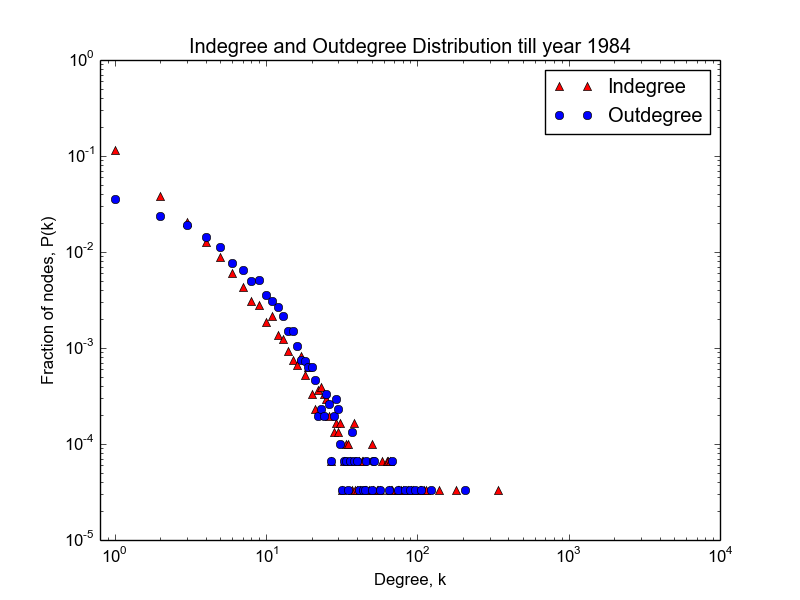 Indegree and Outdegree Distribution till year 1984
Indegree
Outdegree
10^0
10^-1
10^-2
10^-3
10^-4
10^-5
Fraction of nodes, P(k)
10^0 10^1 10^2 10^3 10^4
Degree, k